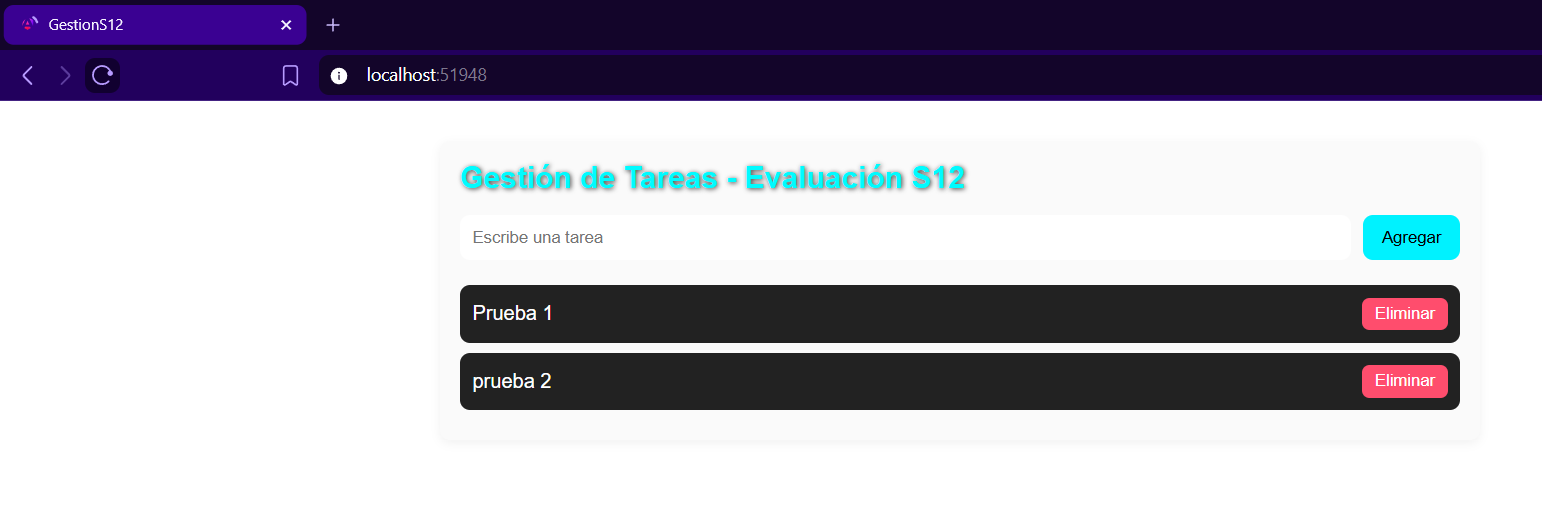 GestionS12
localhost:51948
Gestión de Tareas - Evaluación S12
Escribe una tarea
Agregar
Prueba 1
Eliminar
prueba 2
Eliminar